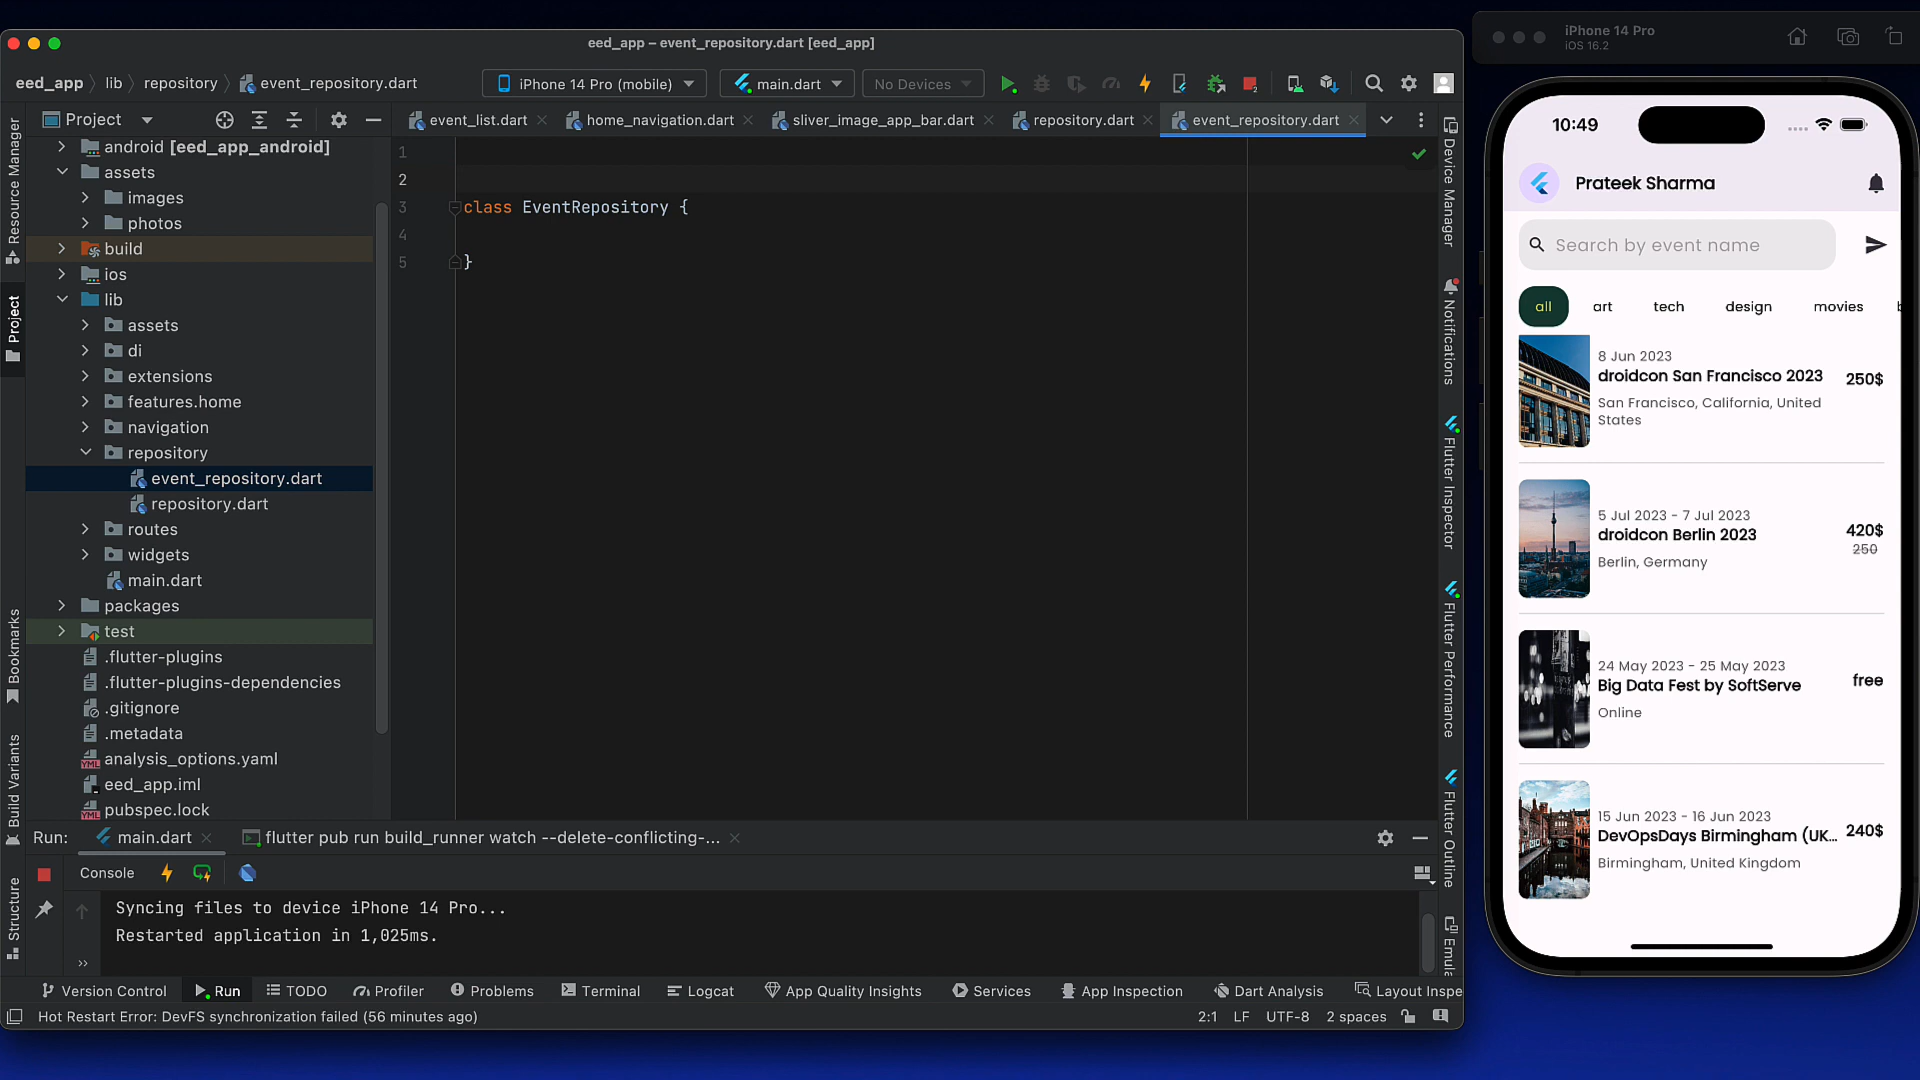 eed_app – event_repository.dart [eed_app]
eed_app
lib
repository
event_repository.dart
iPhone 14 Pro (mobile)
main.dart
No Devices
Project
event_list.dart
home_navigation.dart
sliver_image_app_bar.dart
repository.dart
event_repository.dart
Resource Manager
Project
Bookmarks
Build Variants
Structure
android [eed_app_android]
assets
images
photos
build
ios
lib
assets
di
extensions
features.home
navigation
repository
event_repository.dart
repository.dart
routes
widgets
main.dart
packages
test
.flutter-plugins
.flutter-plugins-dependencies
.gitignore
.metadata
analysis_options.yaml
eed_app.iml
pubspec.lock
1
2
3 class EventRepository {
4
5 }
Device Manager
Notifications
Flutter Inspector
Flutter Performance
Flutter Outline
Emula
Run:
main.dart
flutter pub run build_runner watch --delete-conflicting-...
Console
Syncing files to device iPhone 14 Pro...
Restarted application in 1,025ms.
Version Control
Run
TODO
Profiler
Problems
Terminal
Logcat
App Quality Insights
Services
App Inspection
Dart Analysis
Layout Inspe
Hot Restart Error: DevFS synchronization failed (56 minutes ago)
2:1
LF
UTF-8
2 spaces
iPhone 14 Pro
iOS 16.2
10:49
Prateek Sharma
Search by event name
all
art
tech
design
movies
8 Jun 2023
droidcon San Francisco 2023
250$
San Francisco, California, United
States
5 Jul 2023 - 7 Jul 2023
droidcon Berlin 2023
420$
250
Berlin, Germany
24 May 2023 - 25 May 2023
Big Data Fest by SoftServe
free
Online
15 Jun 2023 - 16 Jun 2023
DevOpsDays Birmingham (UK...
240$
Birmingham, United Kingdom